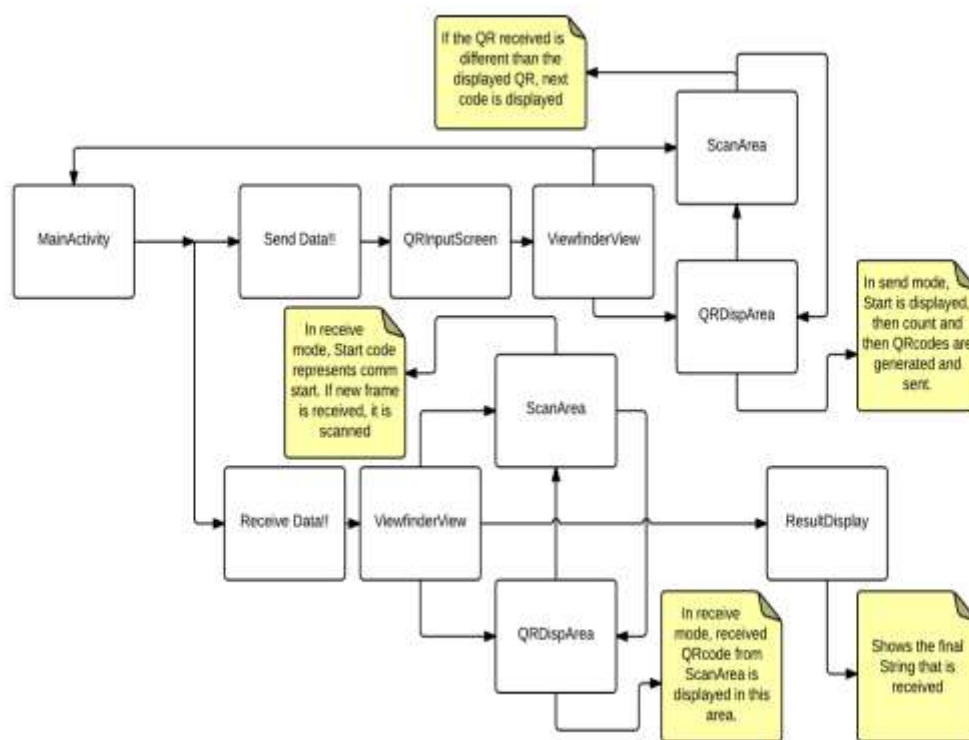 If the QR received is
different than the
displayed QR, next
code is displayed
ScanArea
MainActivity
Send Data!!
QRInputScreen
ViewfinderView
QRDispArea
In send mode,
Start is displayed,
then count and
then QRcodes are
generated and
sent.
In receive
mode, Start code
represents comm
start. If new frame
is received, it is
scanned
ScanArea
Receive Data!!
ViewfinderView
ResultDisplay
QRDispArea
In receive
mode, received
QRcode from
ScanArea is
displayed in this
area.
Shows the final
String that is
received